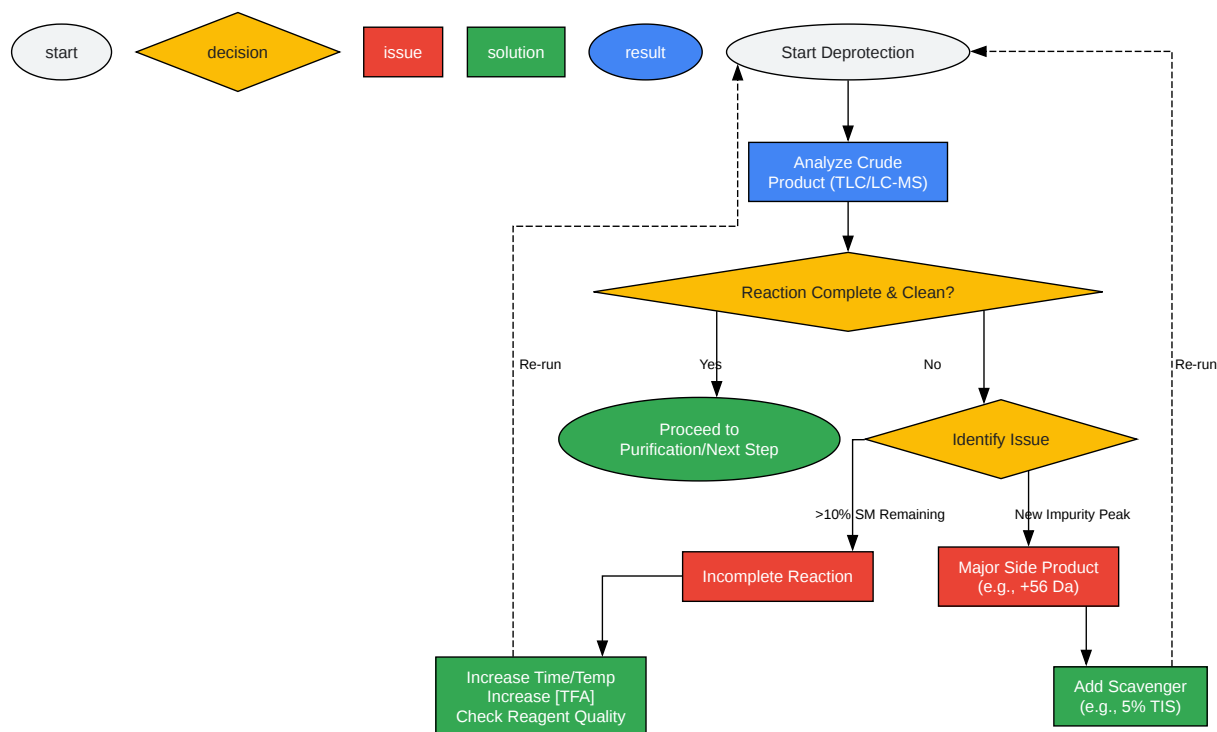 start
decision
issue
solution
result
Start Deprotection
Analyze Crude
Product (TLC/LC-MS)
Reaction Complete & Clean?
Re-run
Yes
No
Re-run
Proceed to
Purification/Next Step
Identify Issue
>10% SM Remaining
New Impurity Peak
Incomplete Reaction
Major Side Product
(e.g., +56 Da)
Increase Time/Temp
Increase [TFA]
Check Reagent Quality
Add Scavenger
(e.g., 5% TIS)